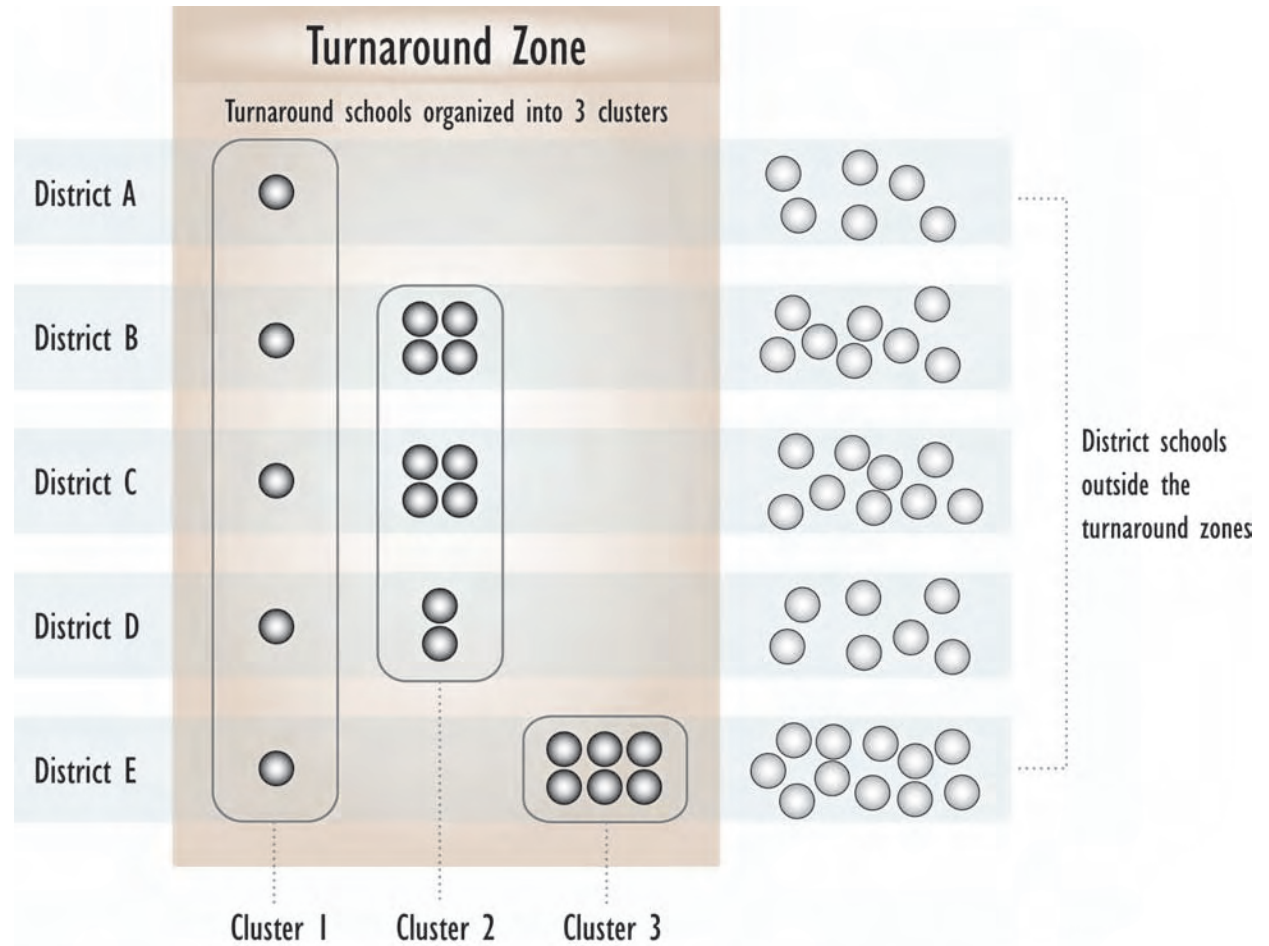 Turnaround Zone
Turnaround schools organized into 3 clusters
District A
District B
District C
District D
District E
District schools
outside the
turnaround zones
Cluster 1
Cluster 2
Cluster 3